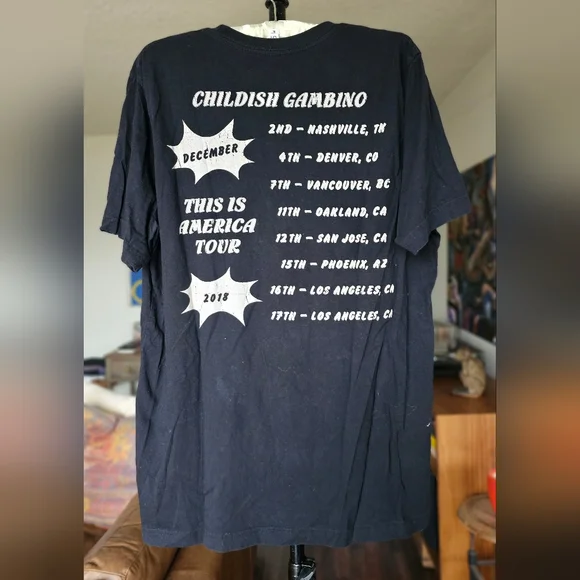 CHILDISH GAMBINO
DECEMBER
THIS IS
AMERICA
TOUR
2018
2ND – NASHVILLE, TN
4TH – DENVER, CO
7TH – VANCOUVER, BC
11TH – OAKLAND, CA
12TH – SAN JOSE, CA
15TH – PHOENIX, AZ
16TH – LOS ANGELES, CA
17TH – LOS ANGELES, CA